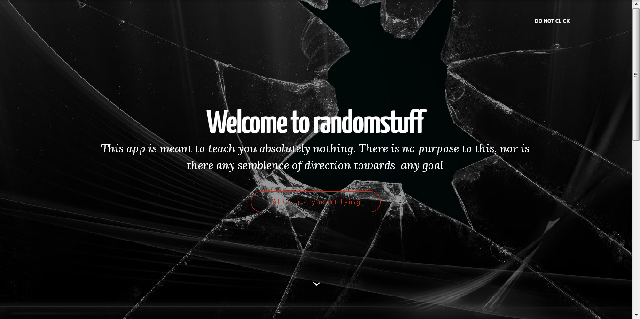 DO NOT CLICK
Welcome to randomstuff
This app is meant to teach you absolutely nothing. There is no purpose to this, nor is
there any semblence of direction towards any goal